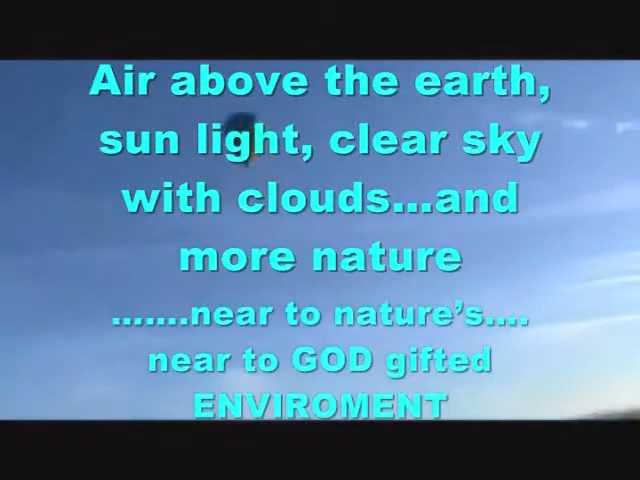 Air above the earth,
sun light, clear sky
with clouds...and
more nature
.......near to nature’s....
near to GOD gifted
ENVIROMENT